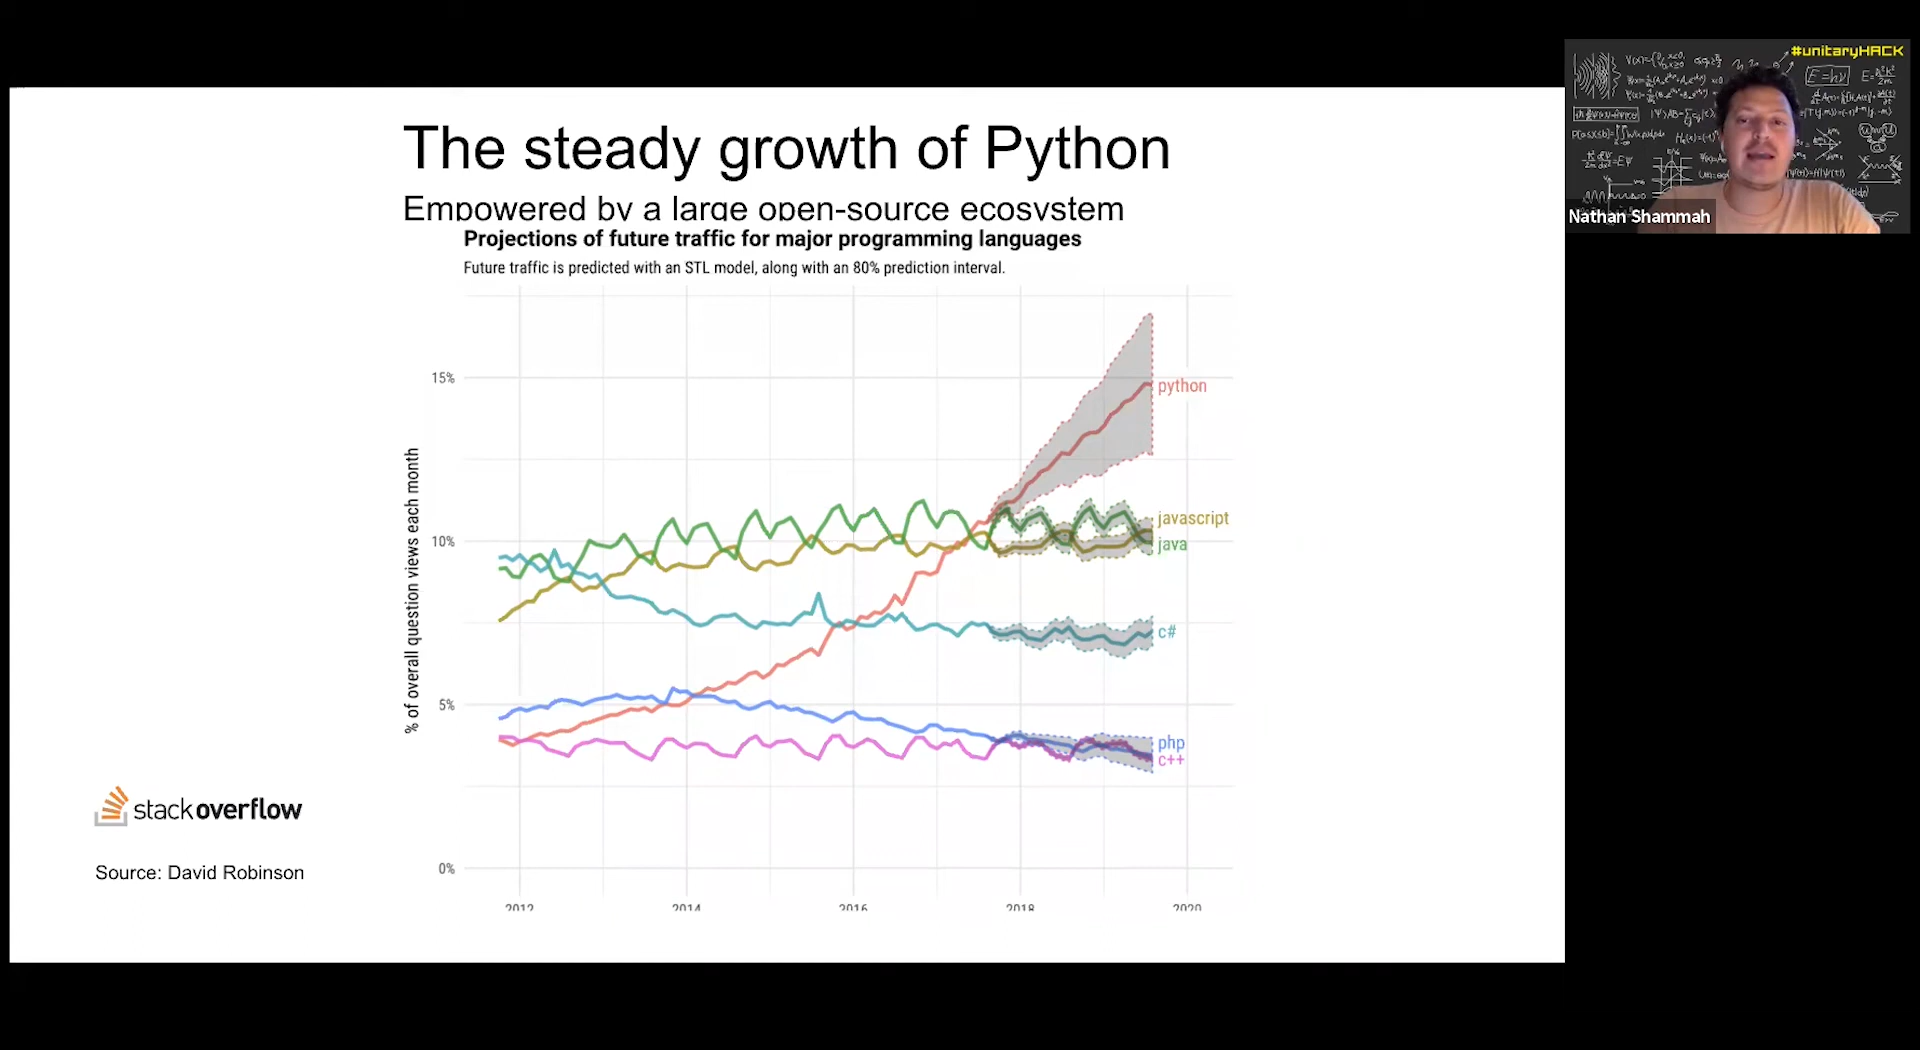 The steady growth of Python
Empowered by a large open-source ecosystem
Projections of future traffic for major programming languages
Future traffic is predicted with an STL model, along with an 80% prediction interval.
% of overall question views each month
15%
10%
5%
0%
python
javascript
java
c#
php
c++
2012
2014
2016
2018
2020
stackoverflow
Source: David Robinson
#unitaryHACK
E=hν
Nathan Shammah